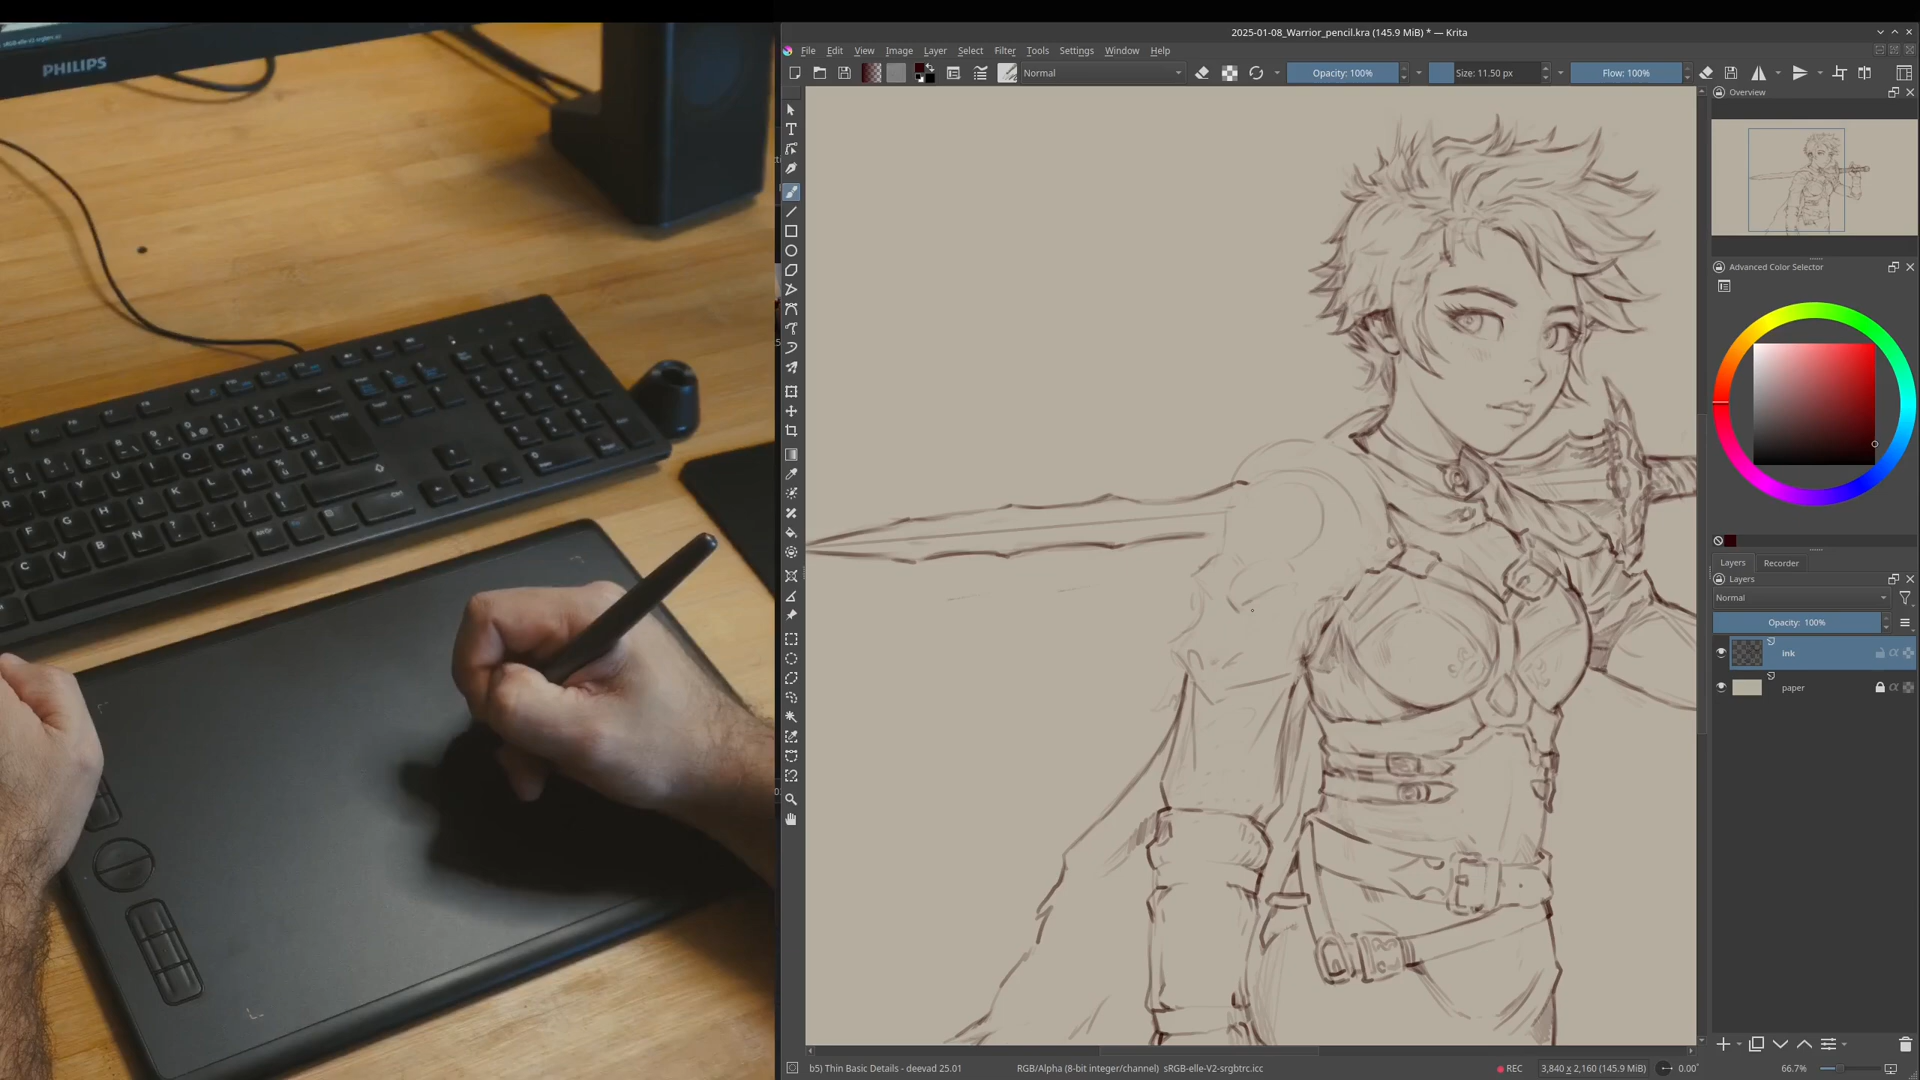 PHILIPS
2025-01-08_Warrior_pencil.kra (145.9 MiB) * — Krita
File Edit View Image Layer Select Filter Tools Settings Window Help
Normal
Opacity: 100%
Size: 11.50 px
Flow: 100%
Overview
Advanced Color Selector
Layers Recorder
Layers
Normal
Opacity: 100%
ink
paper
b5) Thin Basic Details - deevad 25.01
RGB/Alpha (8-bit integer/channel) sRGB-elle-V2-srgbtrc.icc
REC
3,840 x 2,160 (145.9 MiB)
0.00°
66.7%